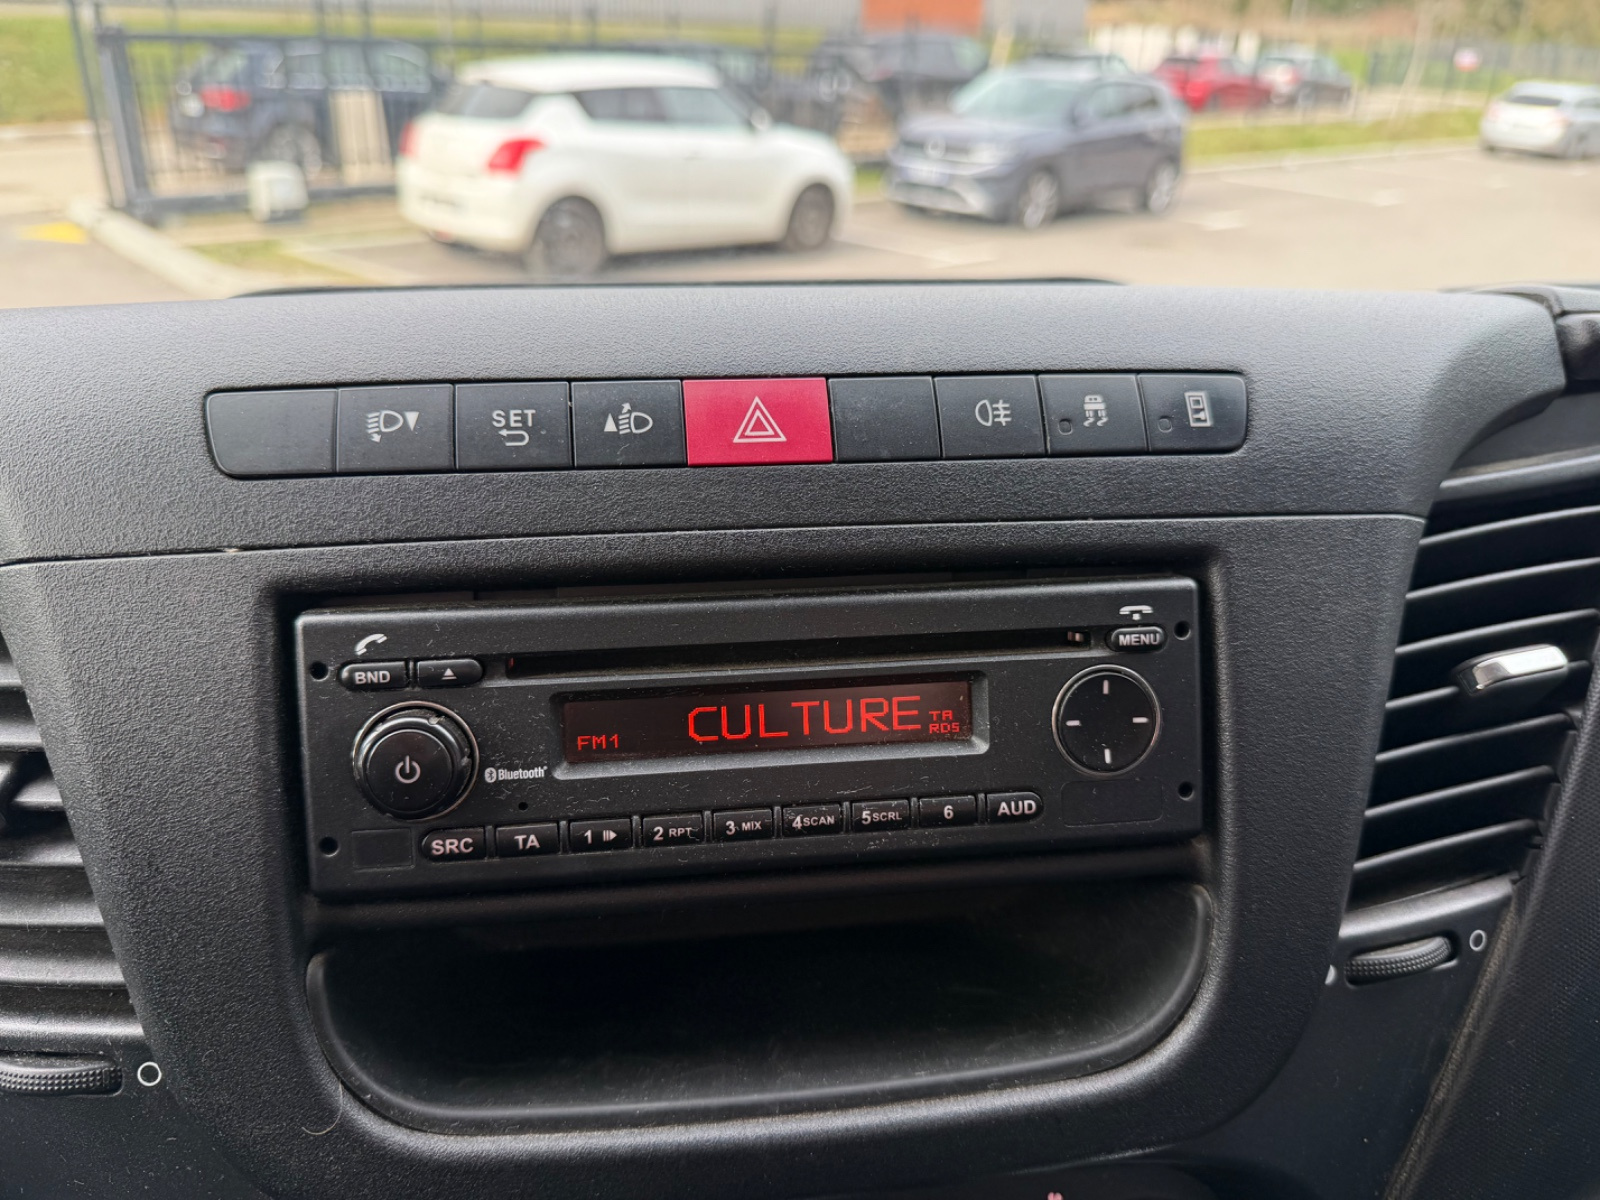 SET
MENU
BND
CULTURE
TA
RDS
FM1
Bluetooth
SRC
TA
1
2 RPT
3 MIX
4 SCAN
5 SCRL
6
AUD